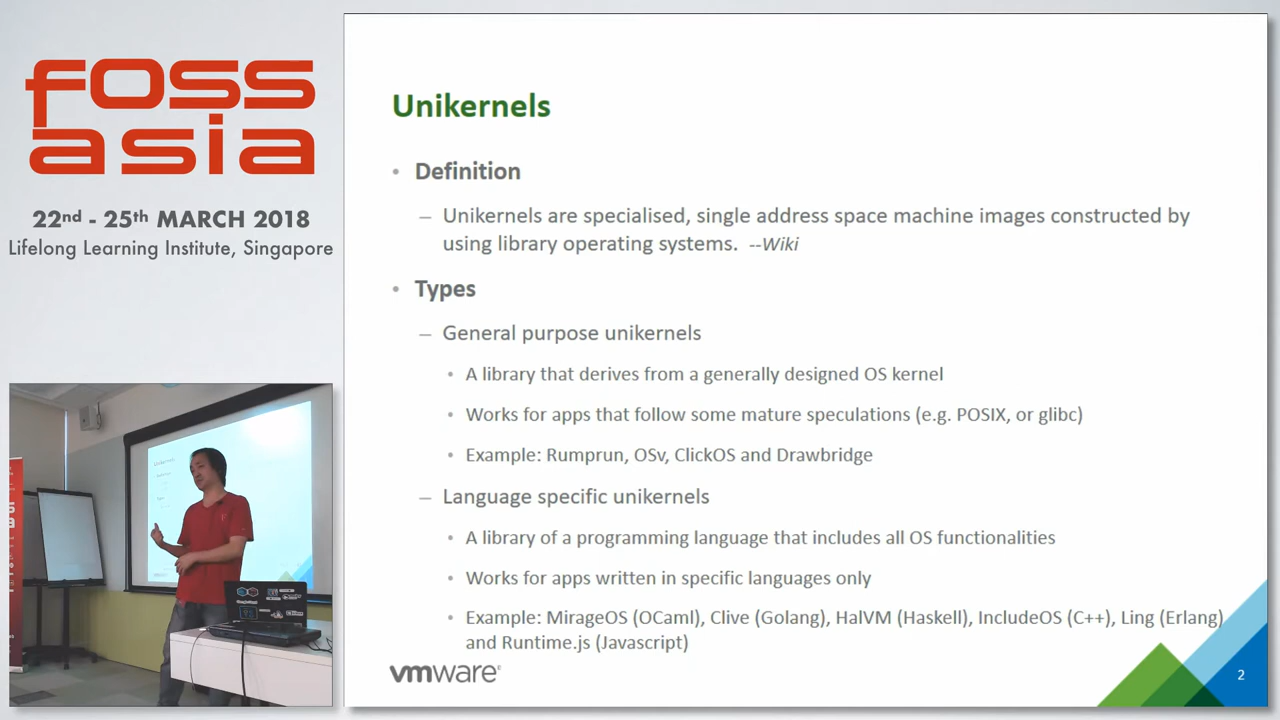 foss
asia
22nd - 25th MARCH 2018
Lifelong Learning Institute, Singapore
Unikernels
• Definition
– Unikernels are specialised, single address space machine images constructed by
using library operating systems. --Wiki
• Types
– General purpose unikernels
• A library that derives from a generally designed OS kernel
• Works for apps that follow some mature speculations (e.g. POSIX, or glibc)
• Example: Rumprun, OSv, ClickOS and Drawbridge
– Language specific unikernels
• A library of a programming language that includes all OS functionalities
• Works for apps written in specific languages only
• Example: MirageOS (OCaml), Clive (Golang), HalVM (Haskell), IncludeOS (C++), Ling (Erlang)
and Runtime.js (Javascript)
vmware
2